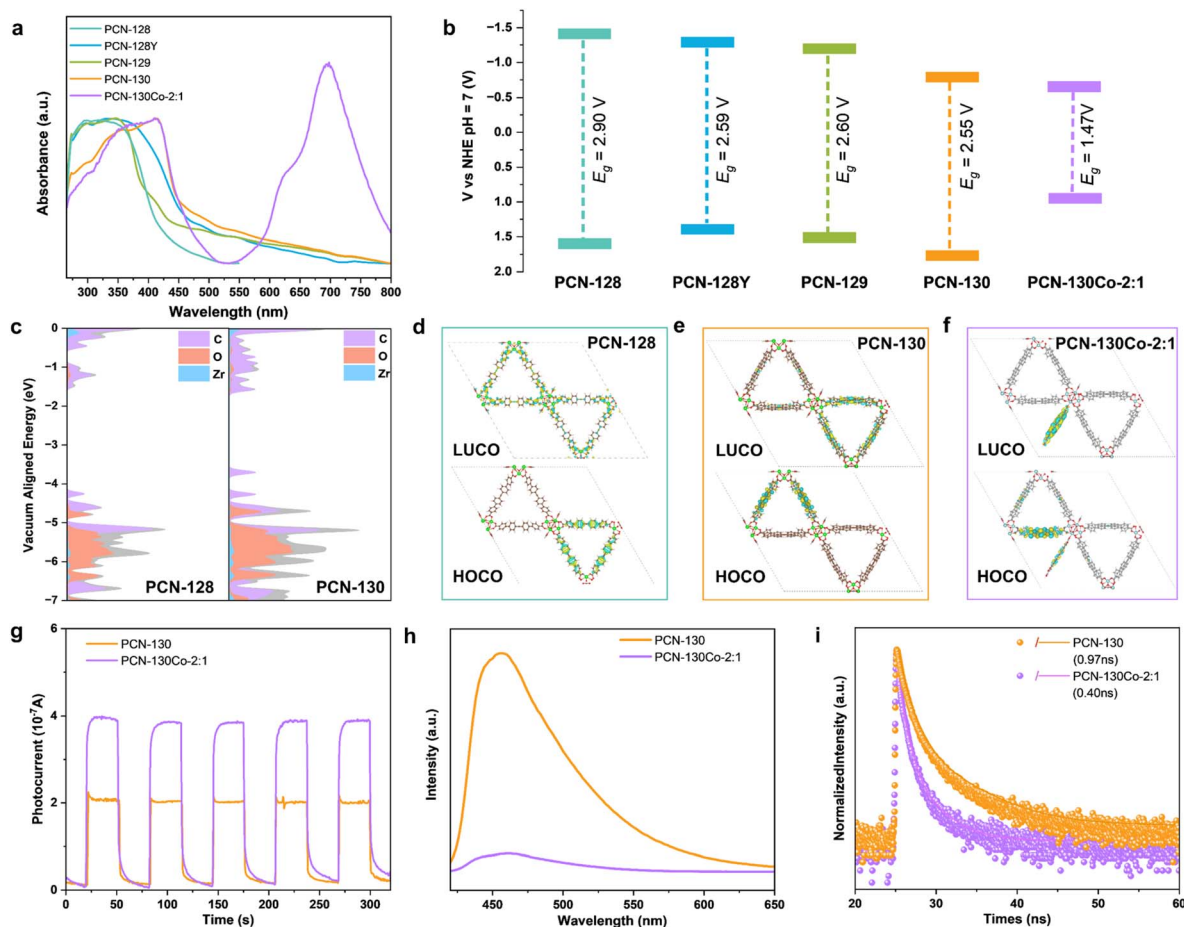 a
PCN-128
PCN-128Y
PCN-129
PCN-130
PCN-130Co-2:1
Absorbance (a.u.)
300 350 400 450 500 550 600 650 700 750 800
Wavelength (nm)
b
V vs NHE pH = 7 (V)
−1.5
−1.0
−0.5
0.0
0.5
1.0
1.5
2.0
Eg = 2.90 V
Eg = 2.59 V
Eg = 2.60 V
Eg = 2.55 V
Eg = 1.47V
PCN-128 PCN-128Y PCN-129 PCN-130 PCN-130Co-2:1
c
Vacuum Aligned Energy (eV)
0
−1
−2
−3
−4
−5
−6
−7
C
O
Zr
PCN-128
C
O
Zr
PCN-130
d
PCN-128
LUCO
HOCO
e
PCN-130
LUCO
HOCO
f
PCN-130Co-2:1
LUCO
HOCO
g
PCN-130
PCN-130Co-2:1
Photocurrent (10-7A)
6
4
2
0
0 50 100 150 200 250 300
Time (s)
h
PCN-130
PCN-130Co-2:1
Intensity (a.u.)
450 500 550 600 650
Wavelength (nm)
i
PCN-130
(0.97ns)
PCN-130Co-2:1
(0.40ns)
NormalizedIntensity (a.u.)
20 30 40 50 60
Times (ns)